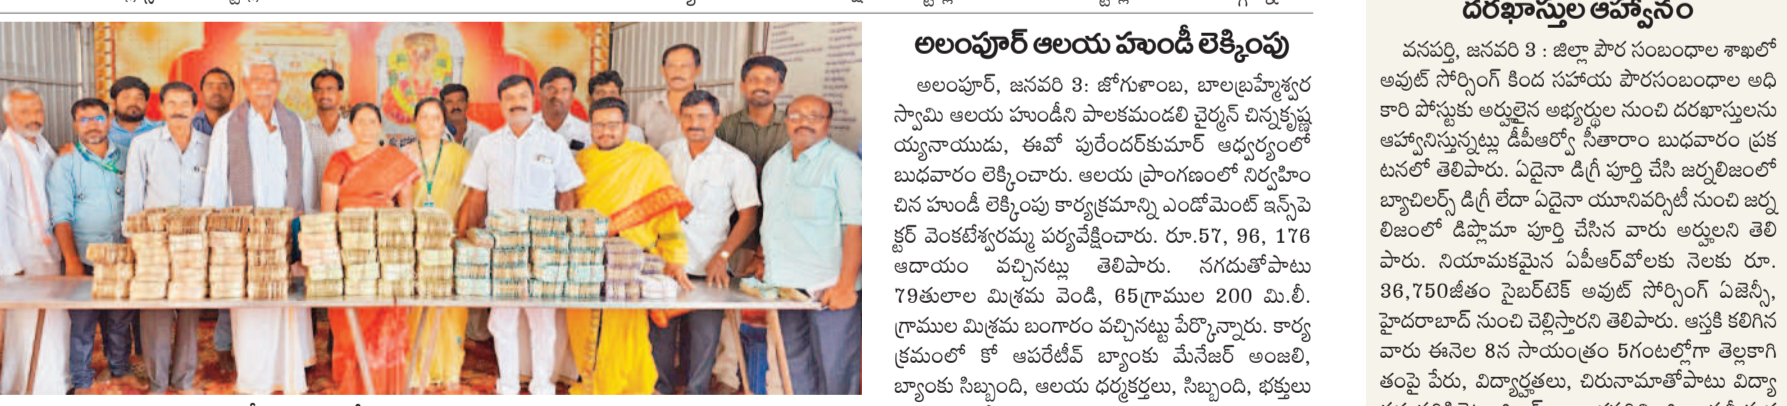 అలంపూర్ ఆలయ హుండీ లెక్కింపు
అలంపూర్, జనవరి 3: జోగుళాంబ, బాలబ్రహ్మేశ్వర
స్వామి ఆలయ హుండీని పాలకమండలి చైర్మన్ చిన్నకృష్ణ
య్యనాయుడు, ఈవో పురేందర్‌కుమార్ ఆధ్వర్యంలో
బుధవారం లెక్కించారు. ఆలయ ప్రాంగణంలో నిర్వహిం
చిన హుండీ లెక్కింపు కార్యక్రమాన్ని ఎండోమెంట్ ఇన్స్‌పె
క్టర్ వెంకటేశ్వరమ్మ పర్యవేక్షించారు. రూ.57, 96, 176
ఆదాయం వచ్చినట్లు తెలిపారు. నగదుతోపాటు
79తులాల మిశ్రమ వెండి, 65గ్రాముల 200 మి.లీ.
గ్రాముల మిశ్రమ బంగారం వచ్చినట్టు పేర్కొన్నారు. కార్య
క్రమంలో కో ఆపరేటీవ్ బ్యాంకు మేనేజర్ అంజలి,
బ్యాంకు సిబ్బంది, ఆలయ ధర్మకర్తలు, సిబ్బంది, భక్తులు
దరఖాస్తుల ఆహ్వానం
వనపర్తి, జనవరి 3 : జిల్లా పౌర సంబంధాల శాఖలో
అవుట్ సోర్సింగ్ కింద సహాయ పౌరసంబంధాల అధి
కారి పోస్టుకు అర్హులైన అభ్యర్థుల నుంచి దరఖాస్తులను
ఆహ్వానిస్తున్నట్లు డీపీఆర్వో సీతారాం బుధవారం ప్రక
టనలో తెలిపారు. ఏదైనా డిగ్రీ పూర్తి చేసి జర్నలిజంలో
బ్యాచిలర్స్ డిగ్రీ లేదా ఏదైనా యూనివర్సిటీ నుంచి జర్న
లిజంలో డిప్లొమా పూర్తి చేసిన వారు అర్హులని తెలి
పారు. నియామకమైన ఏపీఆర్‌వోలకు నెలకు రూ.
36,750జీతం సైబర్‌టెక్ అవుట్ సోర్సింగ్ ఏజెన్సీ,
హైదరాబాద్ నుంచి చెల్లిస్తారని తెలిపారు. ఆస్తకి కలిగిన
వారు ఈనెల 8న సాయంత్రం 5గంటల్లోగా తెల్లకాగి
తంపై పేరు, విద్యార్హతలు, చిరునామాతోపాటు విద్యా